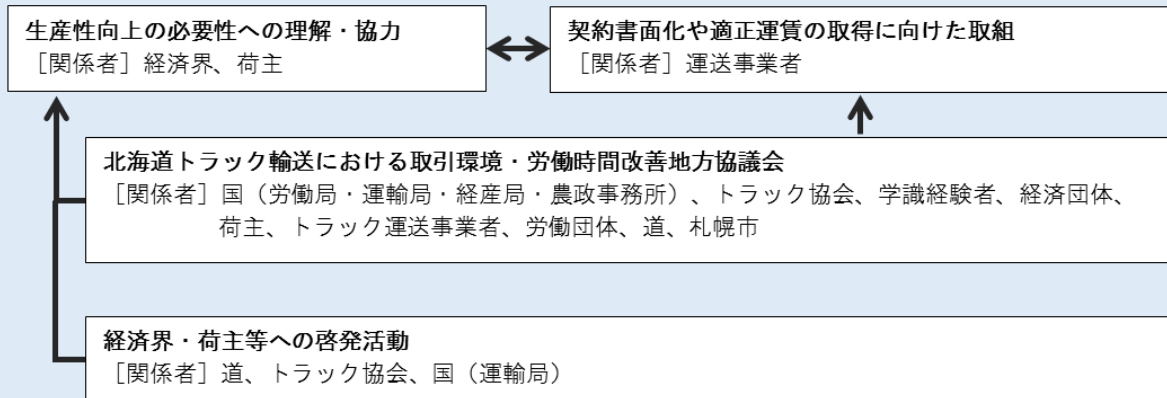 生産性向上の必要性への理解・協力
［関係者］経済界、荷主
契約書面化や適正運賃の取得に向けた取組
［関係者］運送事業者
北海道トラック輸送における取引環境・労働時間改善地方協議会
［関係者］国（労働局・運輸局・経産局・農政事務所）、トラック協会、学識経験者、経済団体、
荷主、トラック運送事業者、労働団体、道、札幌市
経済界・荷主等への啓発活動
［関係者］道、トラック協会、国（運輸局）